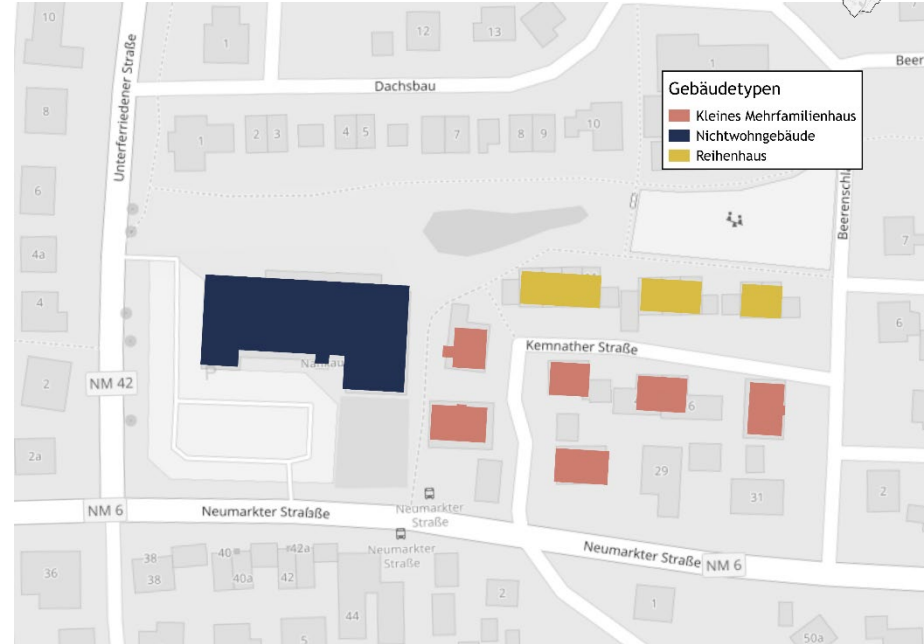 10
1
12
13
1
Beer
Dachsbau
8
Unterferriedener Straße
1
2 3
4 5
7
8 9
10
Gebäudetypen
Kleines Mehrfamilienhaus
Nichtwohngebäude
Reihenhaus
6
7
4a
4
6
P
Kemnather Straße
2
NM 42
6
2a
29
31
2
NM 6
Neumarkter Straße
Neumarkter
Straße
Neumarkter
Straße
Neumarkter Straße
NM 6
36
38
38
40
40a
42a
42
44
5
2
1
50a